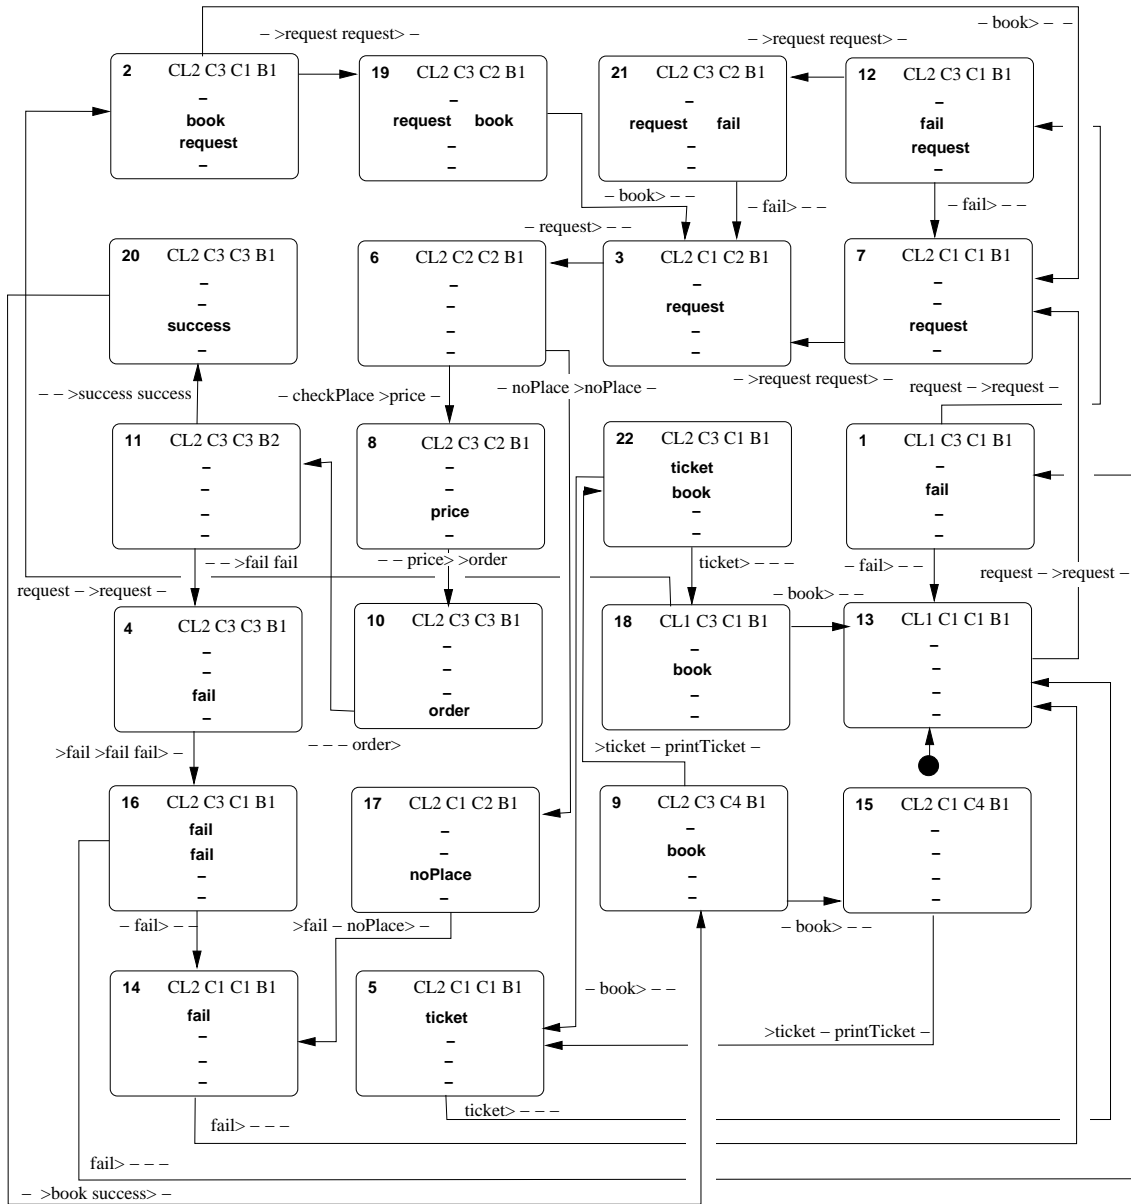 – book> – –
– >request request> –
– >request request> –
2 CL2 C3 C1 B1
–
book
request
–
19 CL2 C3 C2 B1
–
request book
–
–
21 CL2 C3 C2 B1
–
request fail
–
–
12 CL2 C3 C1 B1
–
fail
request
–
– book> – –
– fail> – –
– fail> – –
– request> – –
20 CL2 C3 C3 B1
–
–
success
–
6 CL2 C2 C2 B1
–
–
–
–
3 CL2 C1 C2 B1
–
request
–
–
7 CL2 C1 C1 B1
–
–
request
–
– – >success success
– checkPlace >price –
– noPlace >noPlace –
– >request request> –
request – >request –
11 CL2 C3 C3 B2
–
–
–
–
8 CL2 C3 C2 B1
–
–
price
–
22 CL2 C3 C1 B1
ticket
book
–
–
1 CL1 C3 C1 B1
–
fail
–
–
– – >fail fail
– – price> >order
ticket> – – –
– fail> – –
request – >request –
request – >request –
– book> – –
4 CL2 C3 C3 B1
–
–
fail
–
10 CL2 C3 C3 B1
–
–
–
order
18 CL1 C3 C1 B1
–
book
–
–
13 CL1 C1 C1 B1
–
–
–
–
>fail >fail fail> –
– – – order>
>ticket – printTicket –
16 CL2 C3 C1 B1
fail
fail
–
–
17 CL2 C1 C2 B1
–
–
noPlace
–
9 CL2 C3 C4 B1
–
book
–
–
15 CL2 C1 C4 B1
–
–
–
–
– fail> – –
>fail – noPlace> –
– book> – –
14 CL2 C1 C1 B1
fail
–
–
–
5 CL2 C1 C1 B1
ticket
–
–
–
– book> – –
>ticket – printTicket –
ticket> – – –
fail> – – –
fail> – – –
– >book success> –